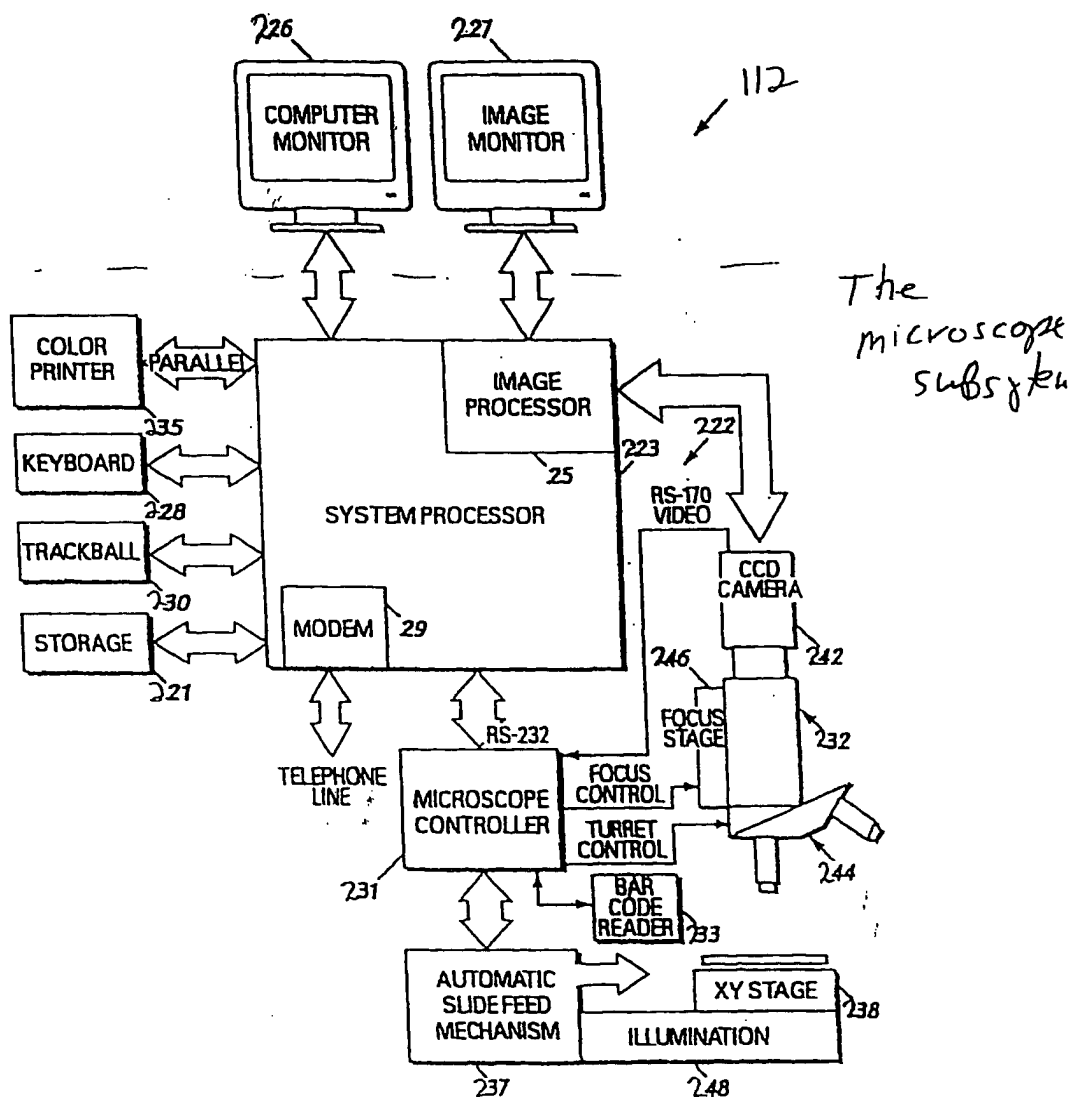 226
227
112
COMPUTER
MONITOR
IMAGE
MONITOR
The
microscope
subsytem
COLOR
PRINTER
PARALLEL
235
IMAGE
PROCESSOR
25
223
222
KEYBOARD
228
SYSTEM PROCESSOR
RS-170
VIDEO
TRACKBALL
230
CCD
CAMERA
242
MODEM
29
STORAGE
221
246
FOCUS
STAGE
232
RS-232
TELEPHONE
LINE
MICROSCOPE
CONTROLLER
231
FOCUS
CONTROL
TURRET
CONTROL
244
BAR
CODE
READER
233
AUTOMATIC
SLIDE FEED
MECHANISM
237
XY STAGE
238
ILLUMINATION
248